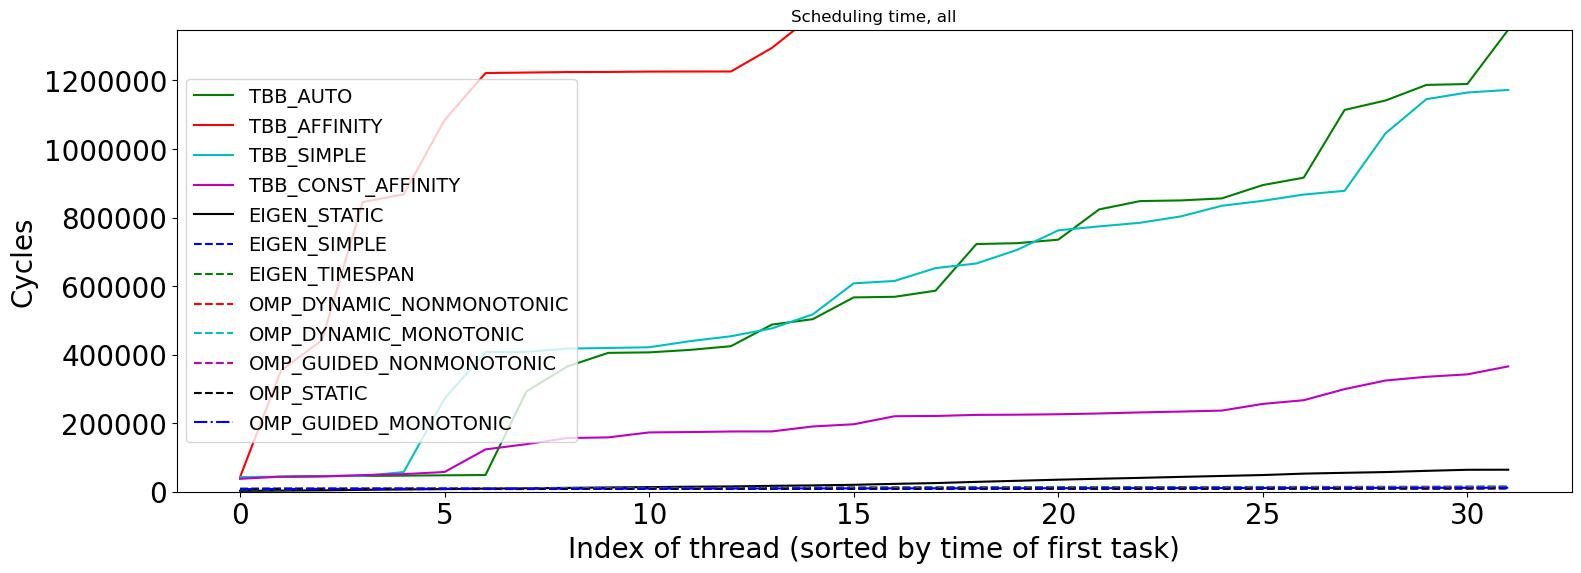 Scheduling time, all
Cycles
1200000
1000000
800000
600000
400000
200000
0
TBB_AUTO
TBB_AFFINITY
TBB_SIMPLE
TBB_CONST_AFFINITY
EIGEN_STATIC
EIGEN_SIMPLE
EIGEN_TIMESPAN
OMP_DYNAMIC_NONMONOTONIC
OMP_DYNAMIC_MONOTONIC
OMP_GUIDED_NONMONOTONIC
OMP_STATIC
OMP_GUIDED_MONOTONIC
0 5 10 15 20 25 30
Index of thread (sorted by time of first task)